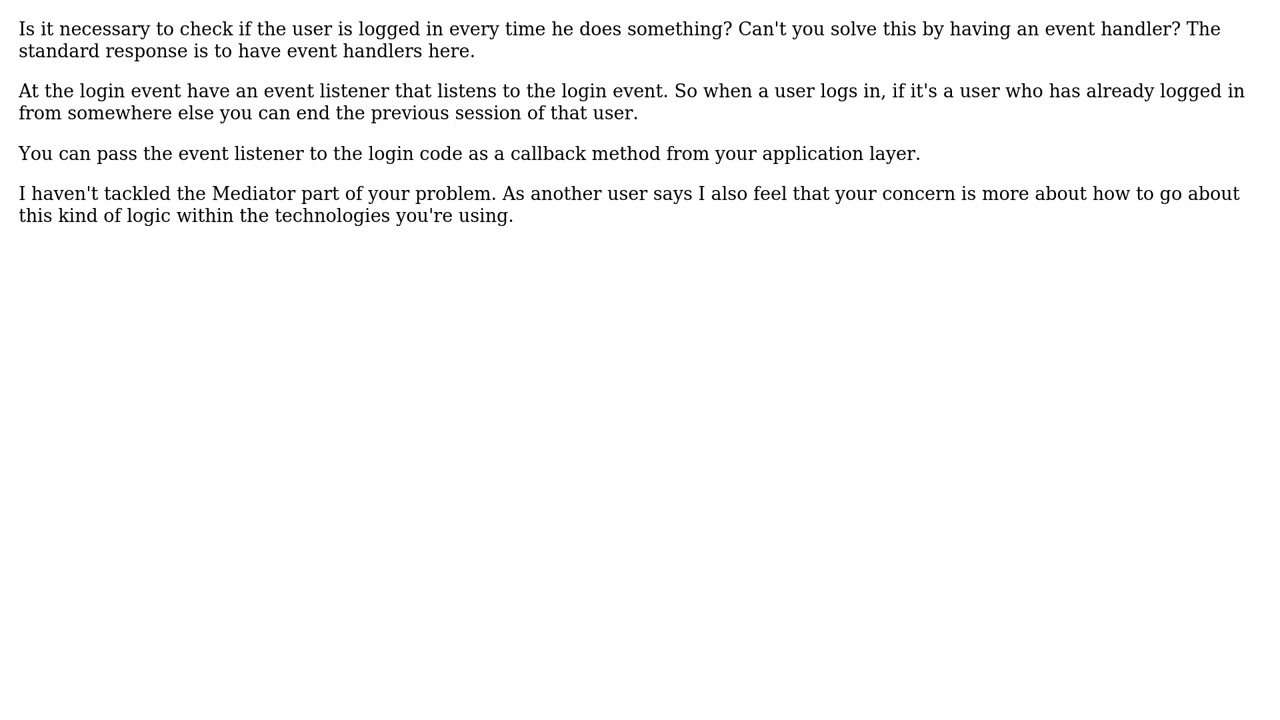 Is it necessary to check if the user is logged in every time he does something? Can't you solve this by having an event handler? The
standard response is to have event handlers here.
At the login event have an event listener that listens to the login event. So when a user logs in, if it's a user who has already logged in
from somewhere else you can end the previous session of that user.
You can pass the event listener to the login code as a callback method from your application layer.
I haven't tackled the Mediator part of your problem. As another user says I also feel that your concern is more about how to go about
this kind of logic within the technologies you're using.